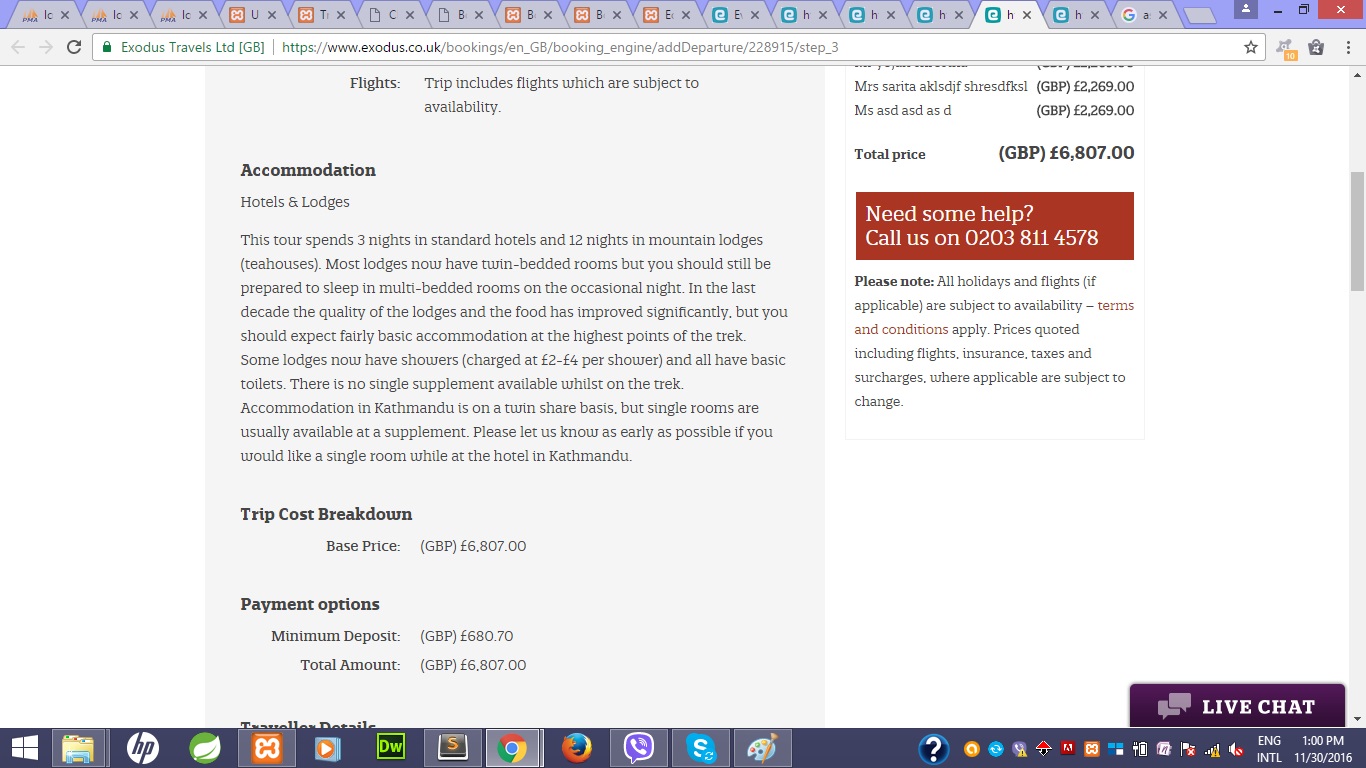 Ic
Ic
Ic
U
Tr
C
B
B
B
E
E
h
h
h
h
h
a
Exodus Travels Ltd [GB]
https://www.exodus.co.uk/bookings/en_GB/booking_engine/addDeparture/228915/step_3
10
Flights: Trip includes flights which are subject to
availability.
Accommodation
Hotels & Lodges
This tour spends 3 nights in standard hotels and 12 nights in mountain lodges
(teahouses). Most lodges now have twin-bedded rooms but you should still be
prepared to sleep in multi-bedded rooms on the occasional night. In the last
decade the quality of the lodges and the food has improved significantly, but you
should expect fairly basic accommodation at the highest points of the trek.
Some lodges now have showers (charged at £2-£4 per shower) and all have basic
toilets. There is no single supplement available whilst on the trek.
Accommodation in Kathmandu is on a twin share basis, but single rooms are
usually available at a supplement. Please let us know as early as possible if you
would like a single room while at the hotel in Kathmandu.
Trip Cost Breakdown
Base Price: (GBP) £6,807.00
Payment options
Minimum Deposit: (GBP) £680.70
Total Amount: (GBP) £6,807.00
Traveller Details
Mrs sarita aklsdjf shresdfksl (GBP) £2,269.00
Ms asd asd as d (GBP) £2,269.00
Total price (GBP) £6,807.00
Need some help?
Call us on 0203 811 4578
Please note: All holidays and flights (if
applicable) are subject to availability – terms
and conditions apply. Prices quoted
including flights, insurance, taxes and
surcharges, where applicable are subject to
change.
LIVE CHAT
hp
Dw
S
ENG
INTL
1:00 PM
11/30/2016